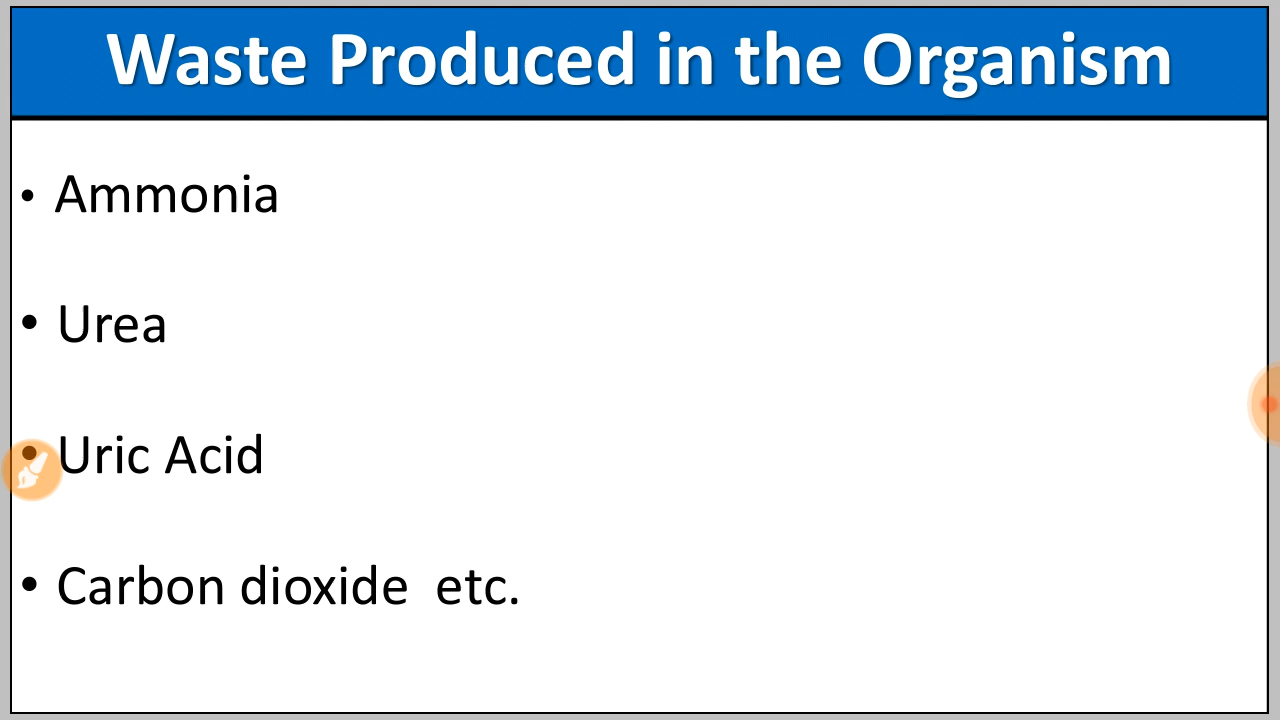 Waste Produced in the Organism
• Ammonia
• Urea
• Uric Acid
• Carbon dioxide  etc.